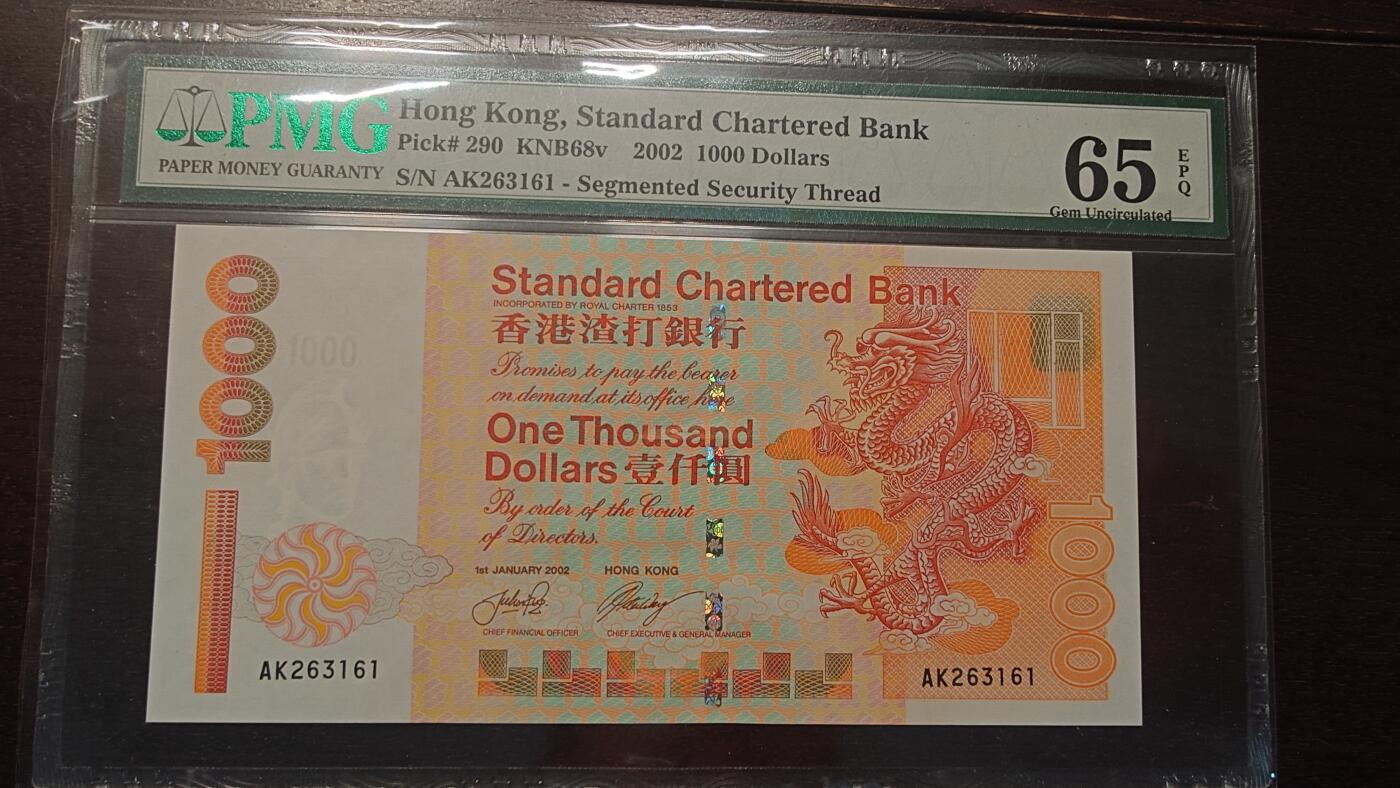 PMG
PAPER MONEY GUARANTY
Hong Kong, Standard Chartered Bank
Pick# 290 KNB68v 2002 1000 Dollars
S/N AK263161 - Segmented Security Thread
65
EPQ
Gem Uncirculated
1000
1000
Standard Chartered Bank
INCORPORATED BY ROYAL CHARTER 1853
香港渣打銀行
Promises to pay the bearer
on demand at its office here
One Thousand
Dollars 壹仟圓
By order of the Court
of Directors.
1st JANUARY 2002 HONG KONG
CHIEF FINANCIAL OFFICER CHIEF EXECUTIVE & GENERAL MANAGER
1000
AK263161
AK263161